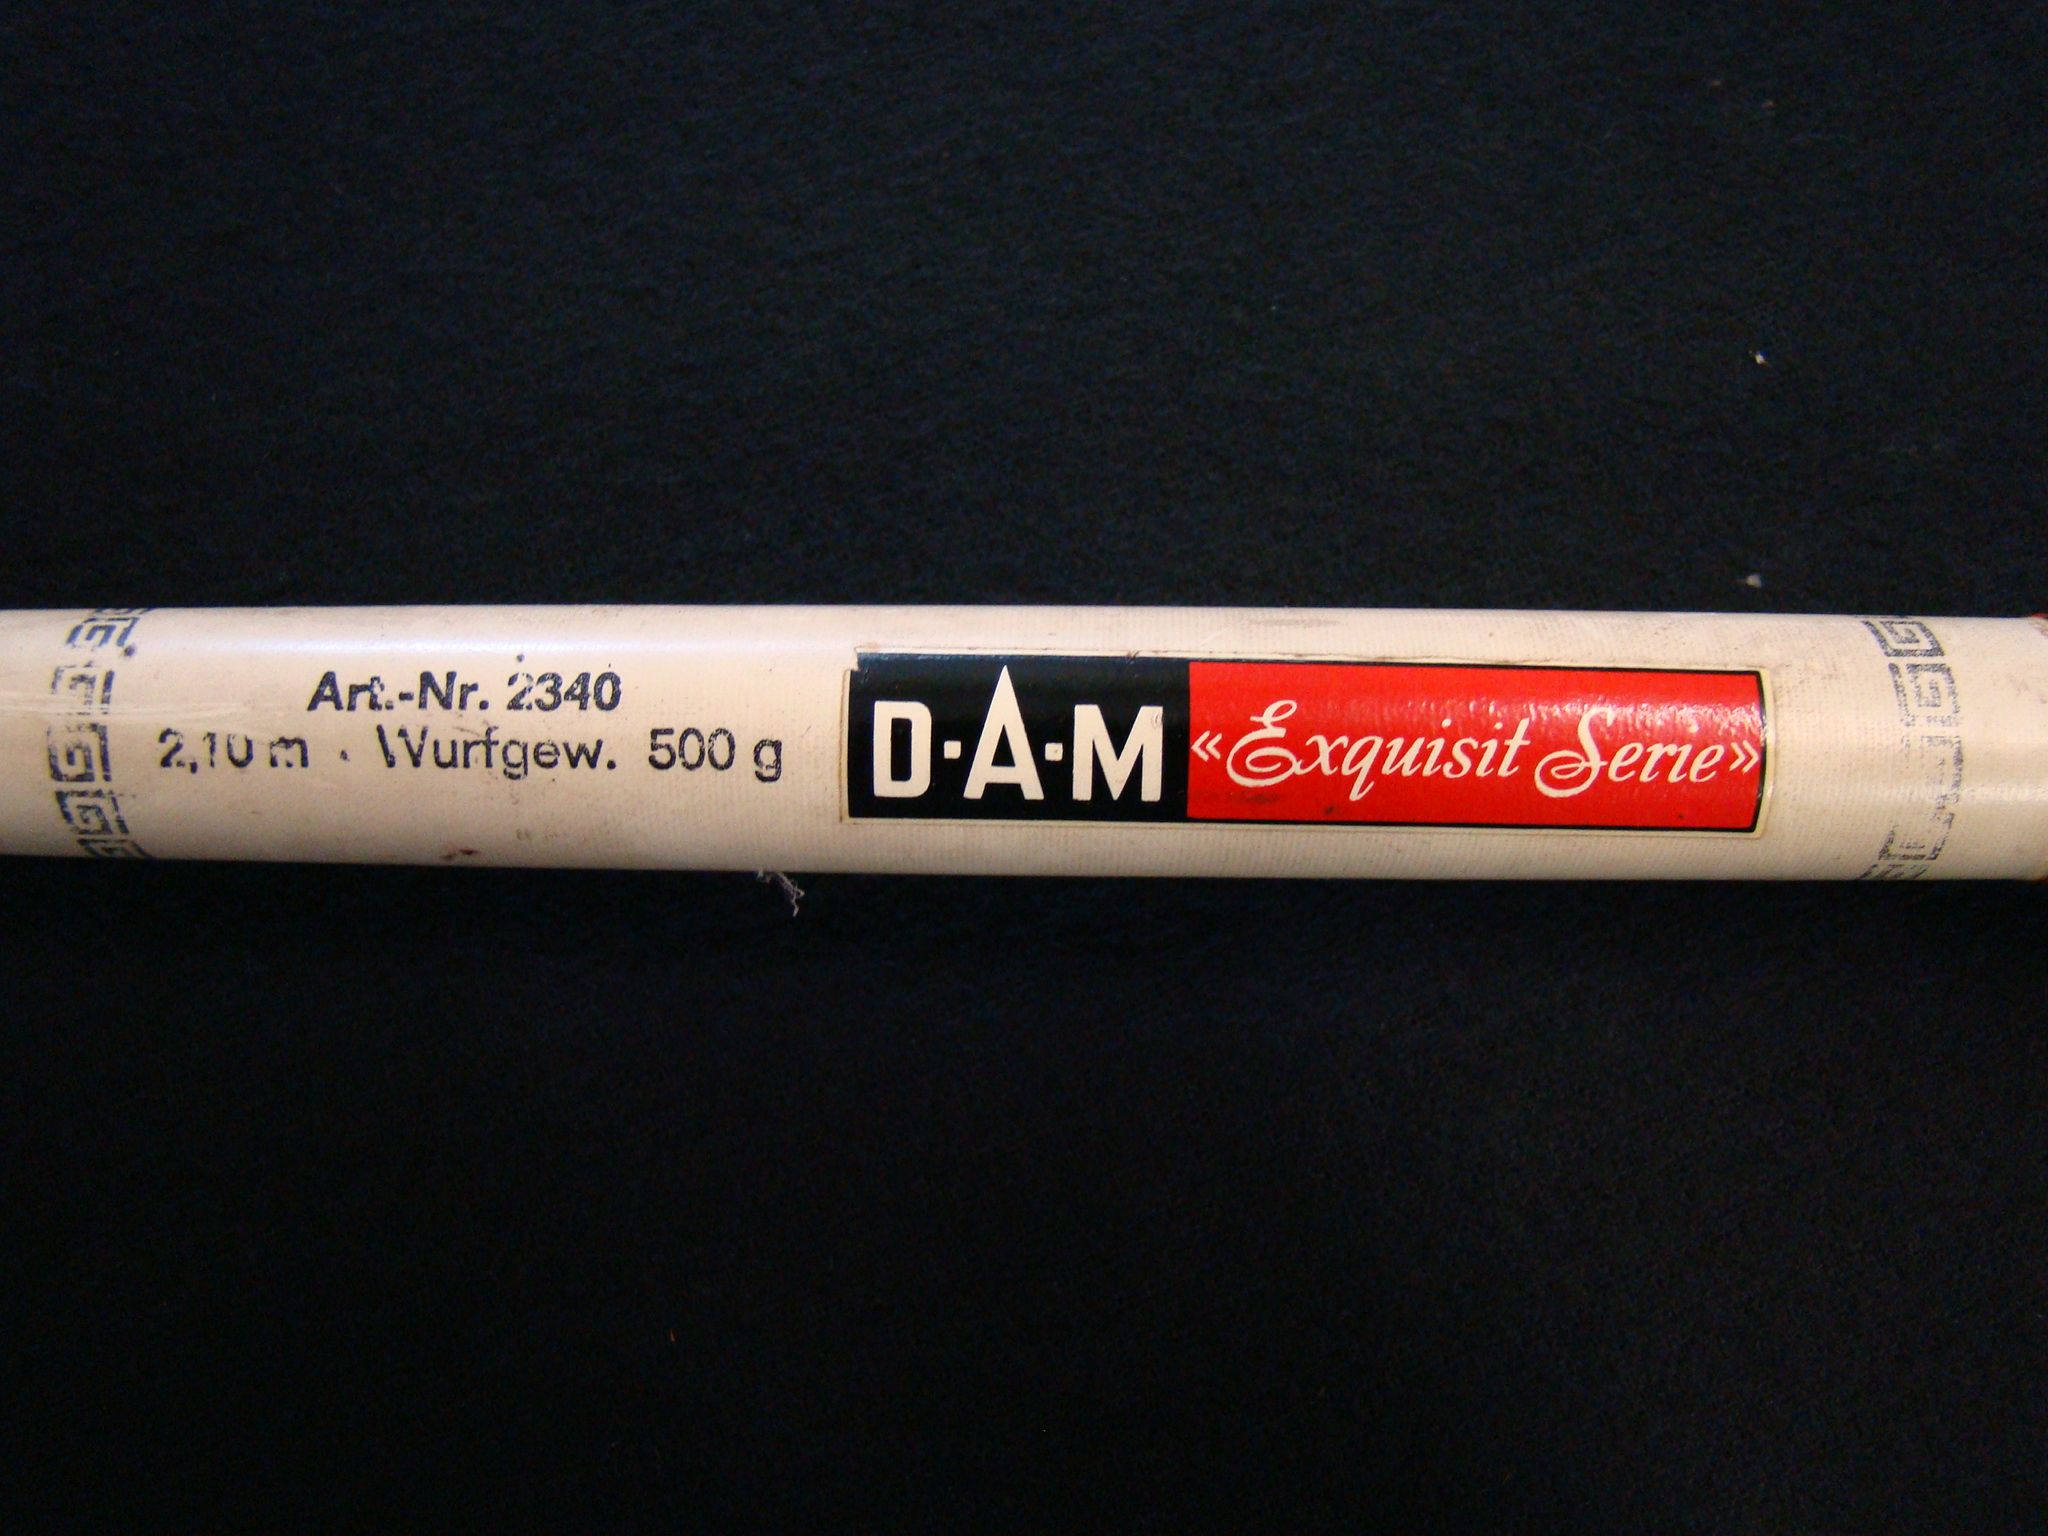 Art.-Nr. 2340
2,10 m · Wurfgew. 500 g
D·A·M «Exquisit Serie»